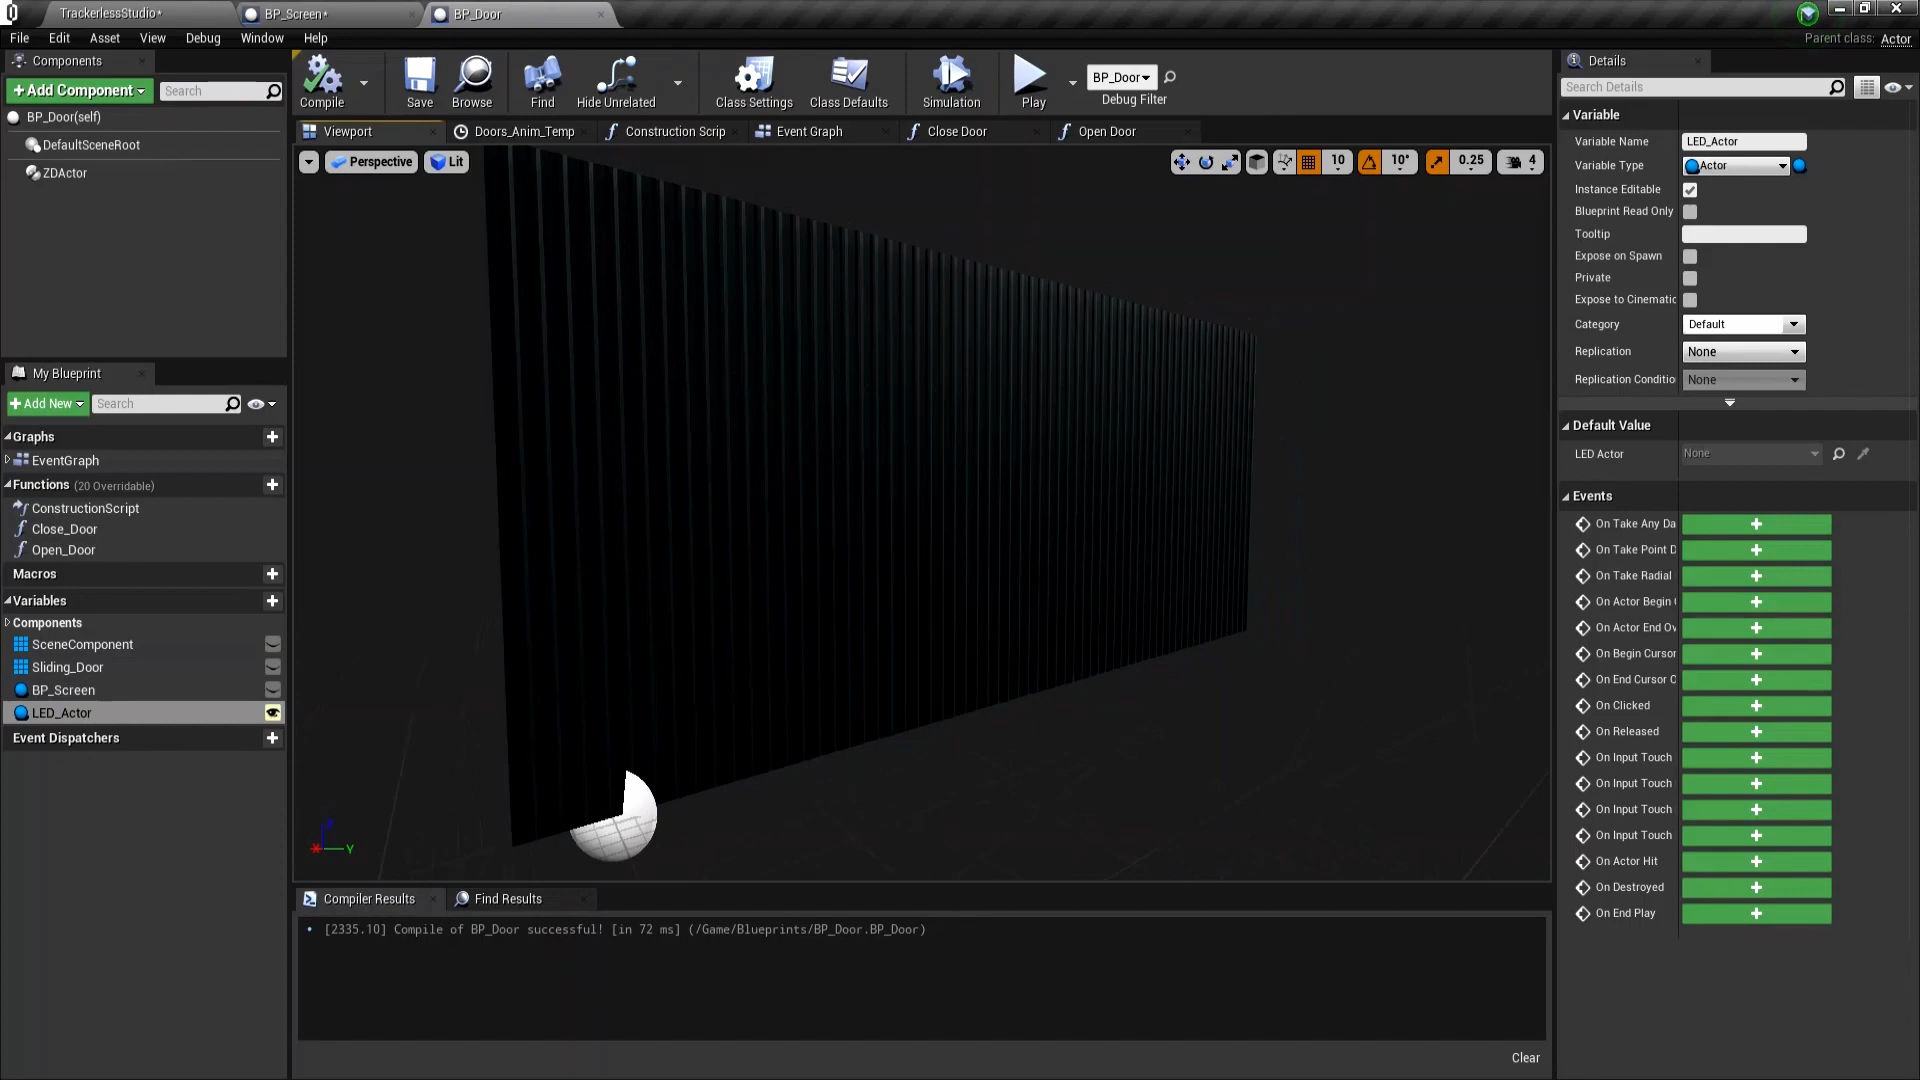 TrackerlessStudio*
BP_Screen*
BP_Door
File
Edit
Asset
View
Debug
Window
Help
Parent class: Actor
Components
+Add Component
Search
BP_Door(self)
DefaultSceneRoot
ZDActor
Compile
Save
Browse
Find
Hide Unrelated
Class Settings
Class Defaults
Simulation
Play
BP_Door
Debug Filter
Viewport
Doors_Anim_Temp
Construction Scrip
Event Graph
Close Door
Open Door
Perspective
Lit
10
10°
0.25
4
My Blueprint
+Add New
Search
Graphs
EventGraph
Functions (20 Overridable)
ConstructionScript
Close_Door
Open_Door
Macros
Variables
Components
SceneComponent
Sliding_Door
BP_Screen
LED_Actor
Event Dispatchers
Z
Y
Compiler Results
Find Results
[2335.10] Compile of BP_Door successful! [in 72 ms] (/Game/Blueprints/BP_Door.BP_Door)
Clear
Details
Search Details
Variable
Variable Name
LED_Actor
Variable Type
Actor
Instance Editable
Blueprint Read Only
Tooltip
Expose on Spawn
Private
Expose to Cinematic
Category
Default
Replication
None
Replication Conditio
None
Default Value
LED Actor
None
Events
On Take Any Da
On Take Point D
On Take Radial
On Actor Begin
On Actor End Ov
On Begin Cursor
On End Cursor C
On Clicked
On Released
On Input Touch
On Input Touch
On Input Touch
On Input Touch
On Actor Hit
On Destroyed
On End Play